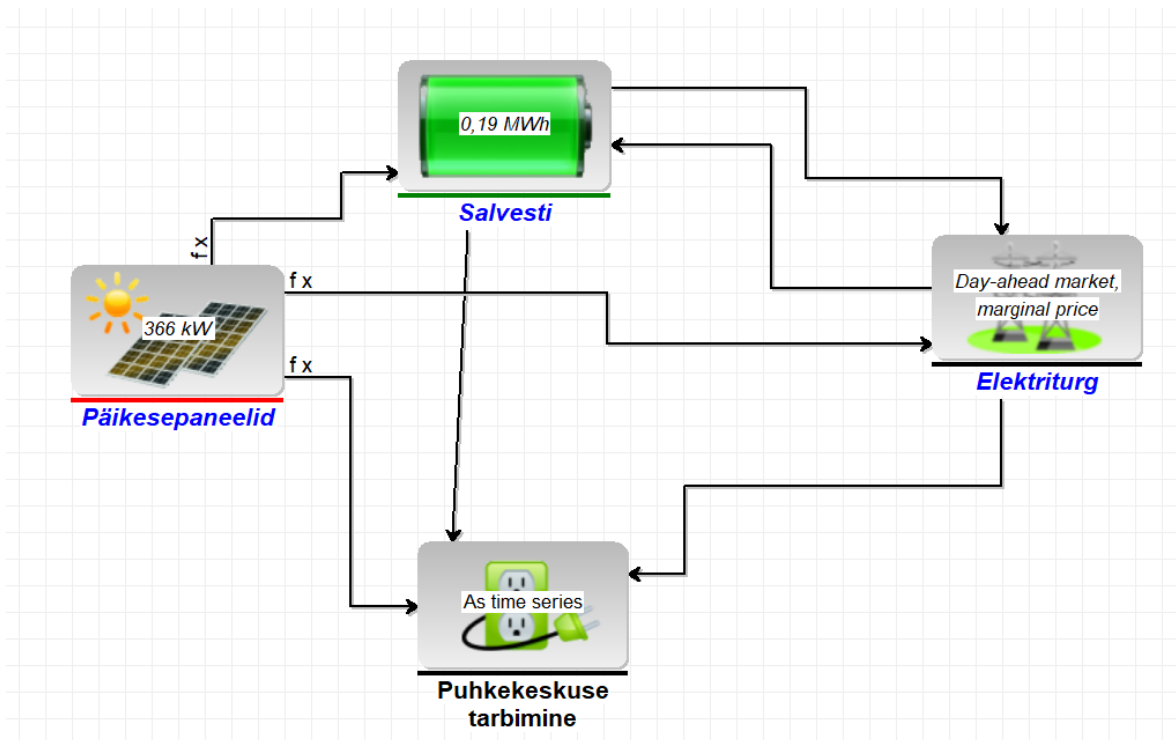 0,19 MWh
Salvesti
f x
f x
366 kW
f x
Päikesepaneelid
Day-ahead market,
marginal price
Elektriturg
As time series
Puhkekeskuse
tarbimine